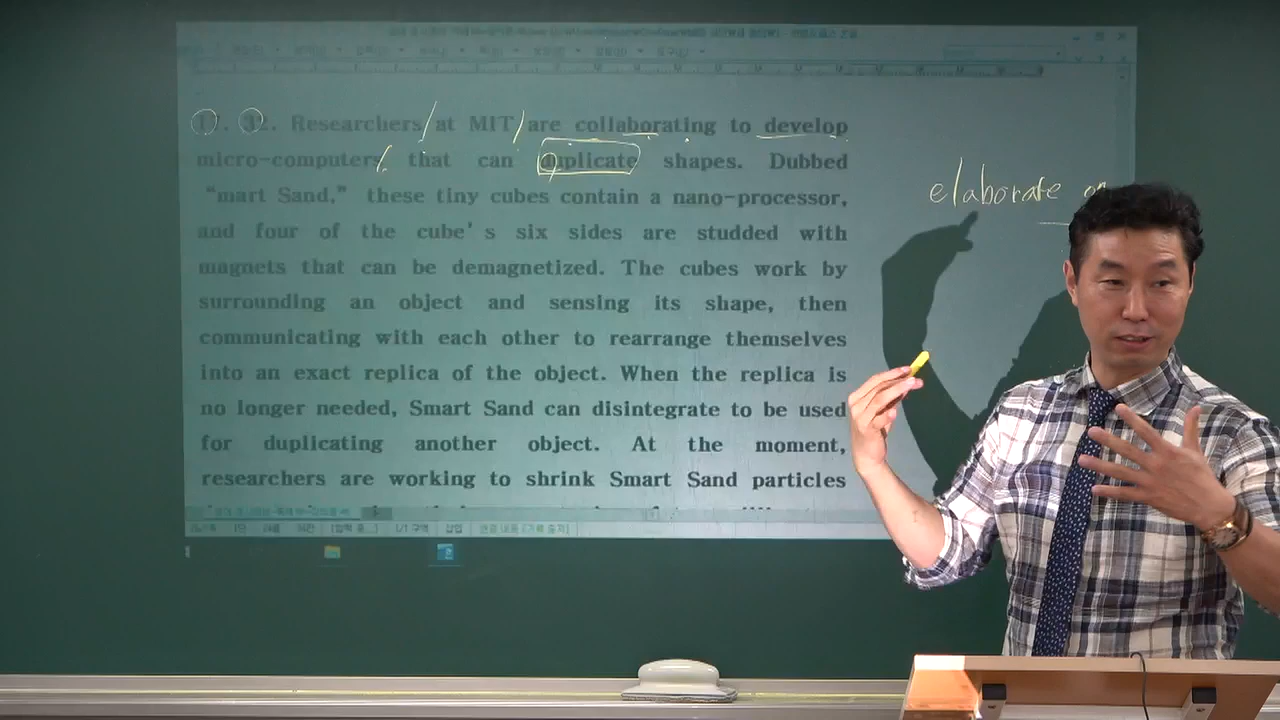 17. 32. Researchers at MIT are collaborating to develop
micro-computers that can duplicate shapes. Dubbed
“mart Sand,” these tiny cubes contain a nano-processor,
and four of the cube's six sides are studded with
magnets that can be demagnetized. The cubes work by
surrounding an object and sensing its shape, then
communicating with each other to rearrange themselves
into an exact replica of the object. When the replica is
no longer needed, Smart Sand can disintegrate to be used
for duplicating another object. At the moment,
researchers are working to shrink Smart Sand particles
elaborate on